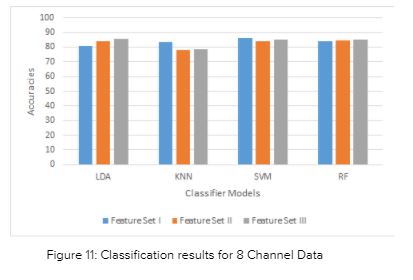 100
90
80
70
60
50
40
30
20
10
0
Accuracies
LDA KNN SVM RF
Classifier Models
Feature Set I Feature Set II Feature Set III
Figure 11: Classification results for 8 Channel Data